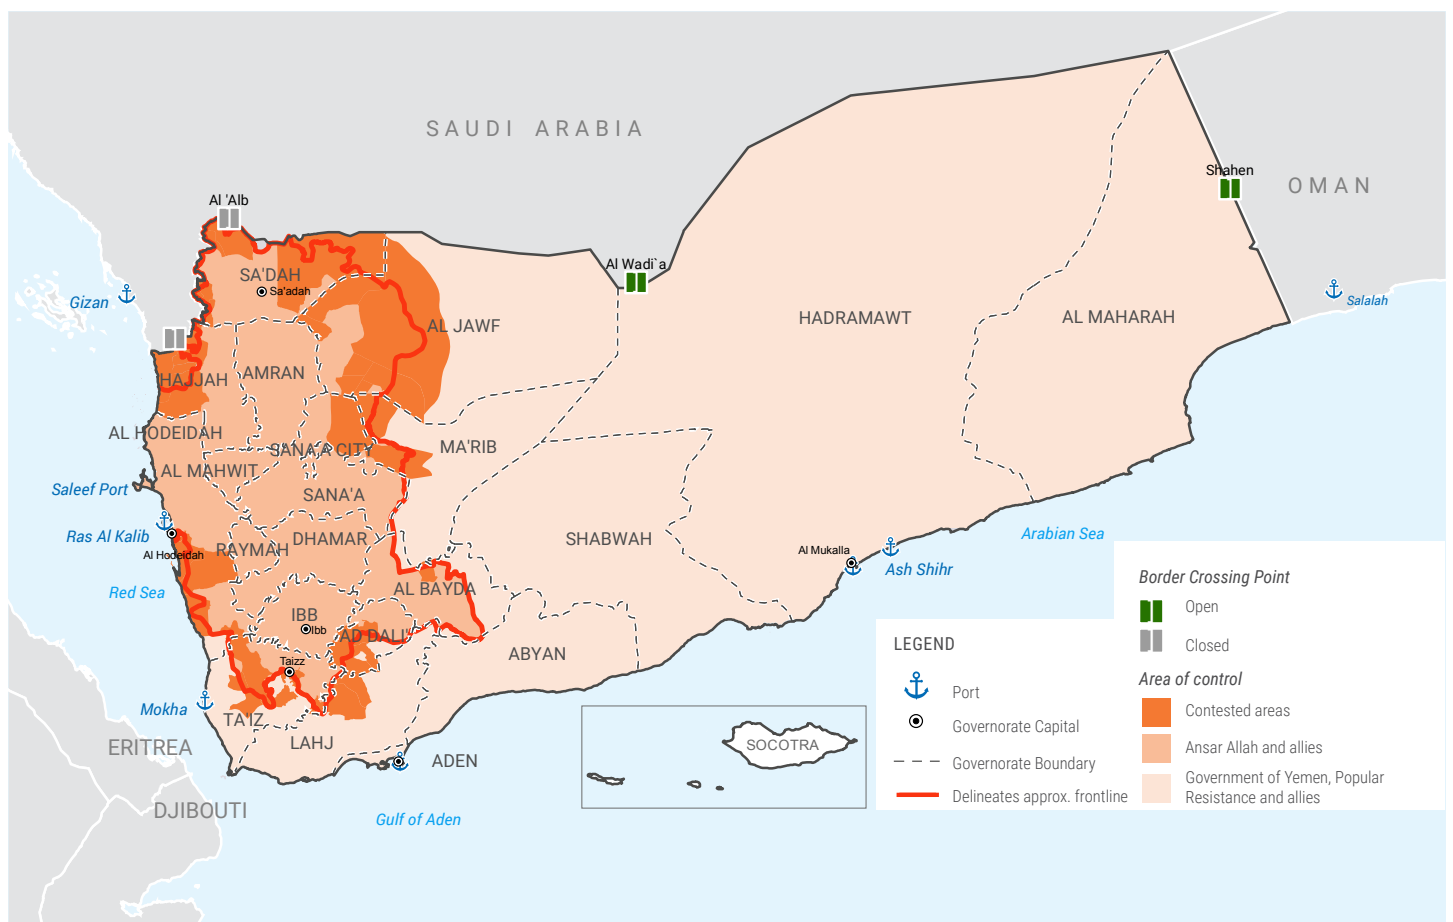 SAUDI ARABIA
Shahen
OMAN
Al 'Alb
Al Wadi`a
SA'DAH
Sa'adah
Gizan
Salalah
AL JAWF
HADRAMAWT
AL MAHARAH
HAJJAH
AMRAN
AL HODEIDAH
SANA'A CITY
MA'RIB
AL MAHWIT
Saleef Port
SANA'A
Ras Al Kalib
Al Hodeidah
RAYMAH
DHAMAR
SHABWAH
Arabian Sea
Al Mukalla
Ash Shihr
Red Sea
AL BAYDA
IBB
Ibb
AD DALI'
ABYAN
Taizz
Mokha
TA'IZ
LAHJ
ERITREA
ADEN
SOCOTRA
DJIBOUTI
Gulf of Aden
LEGEND
Port
Governorate Capital
Governorate Boundary
Delineates approx. frontline
Border Crossing Point
Open
Closed
Area of control
Contested areas
Ansar Allah and allies
Government of Yemen, Popular
Resistance and allies